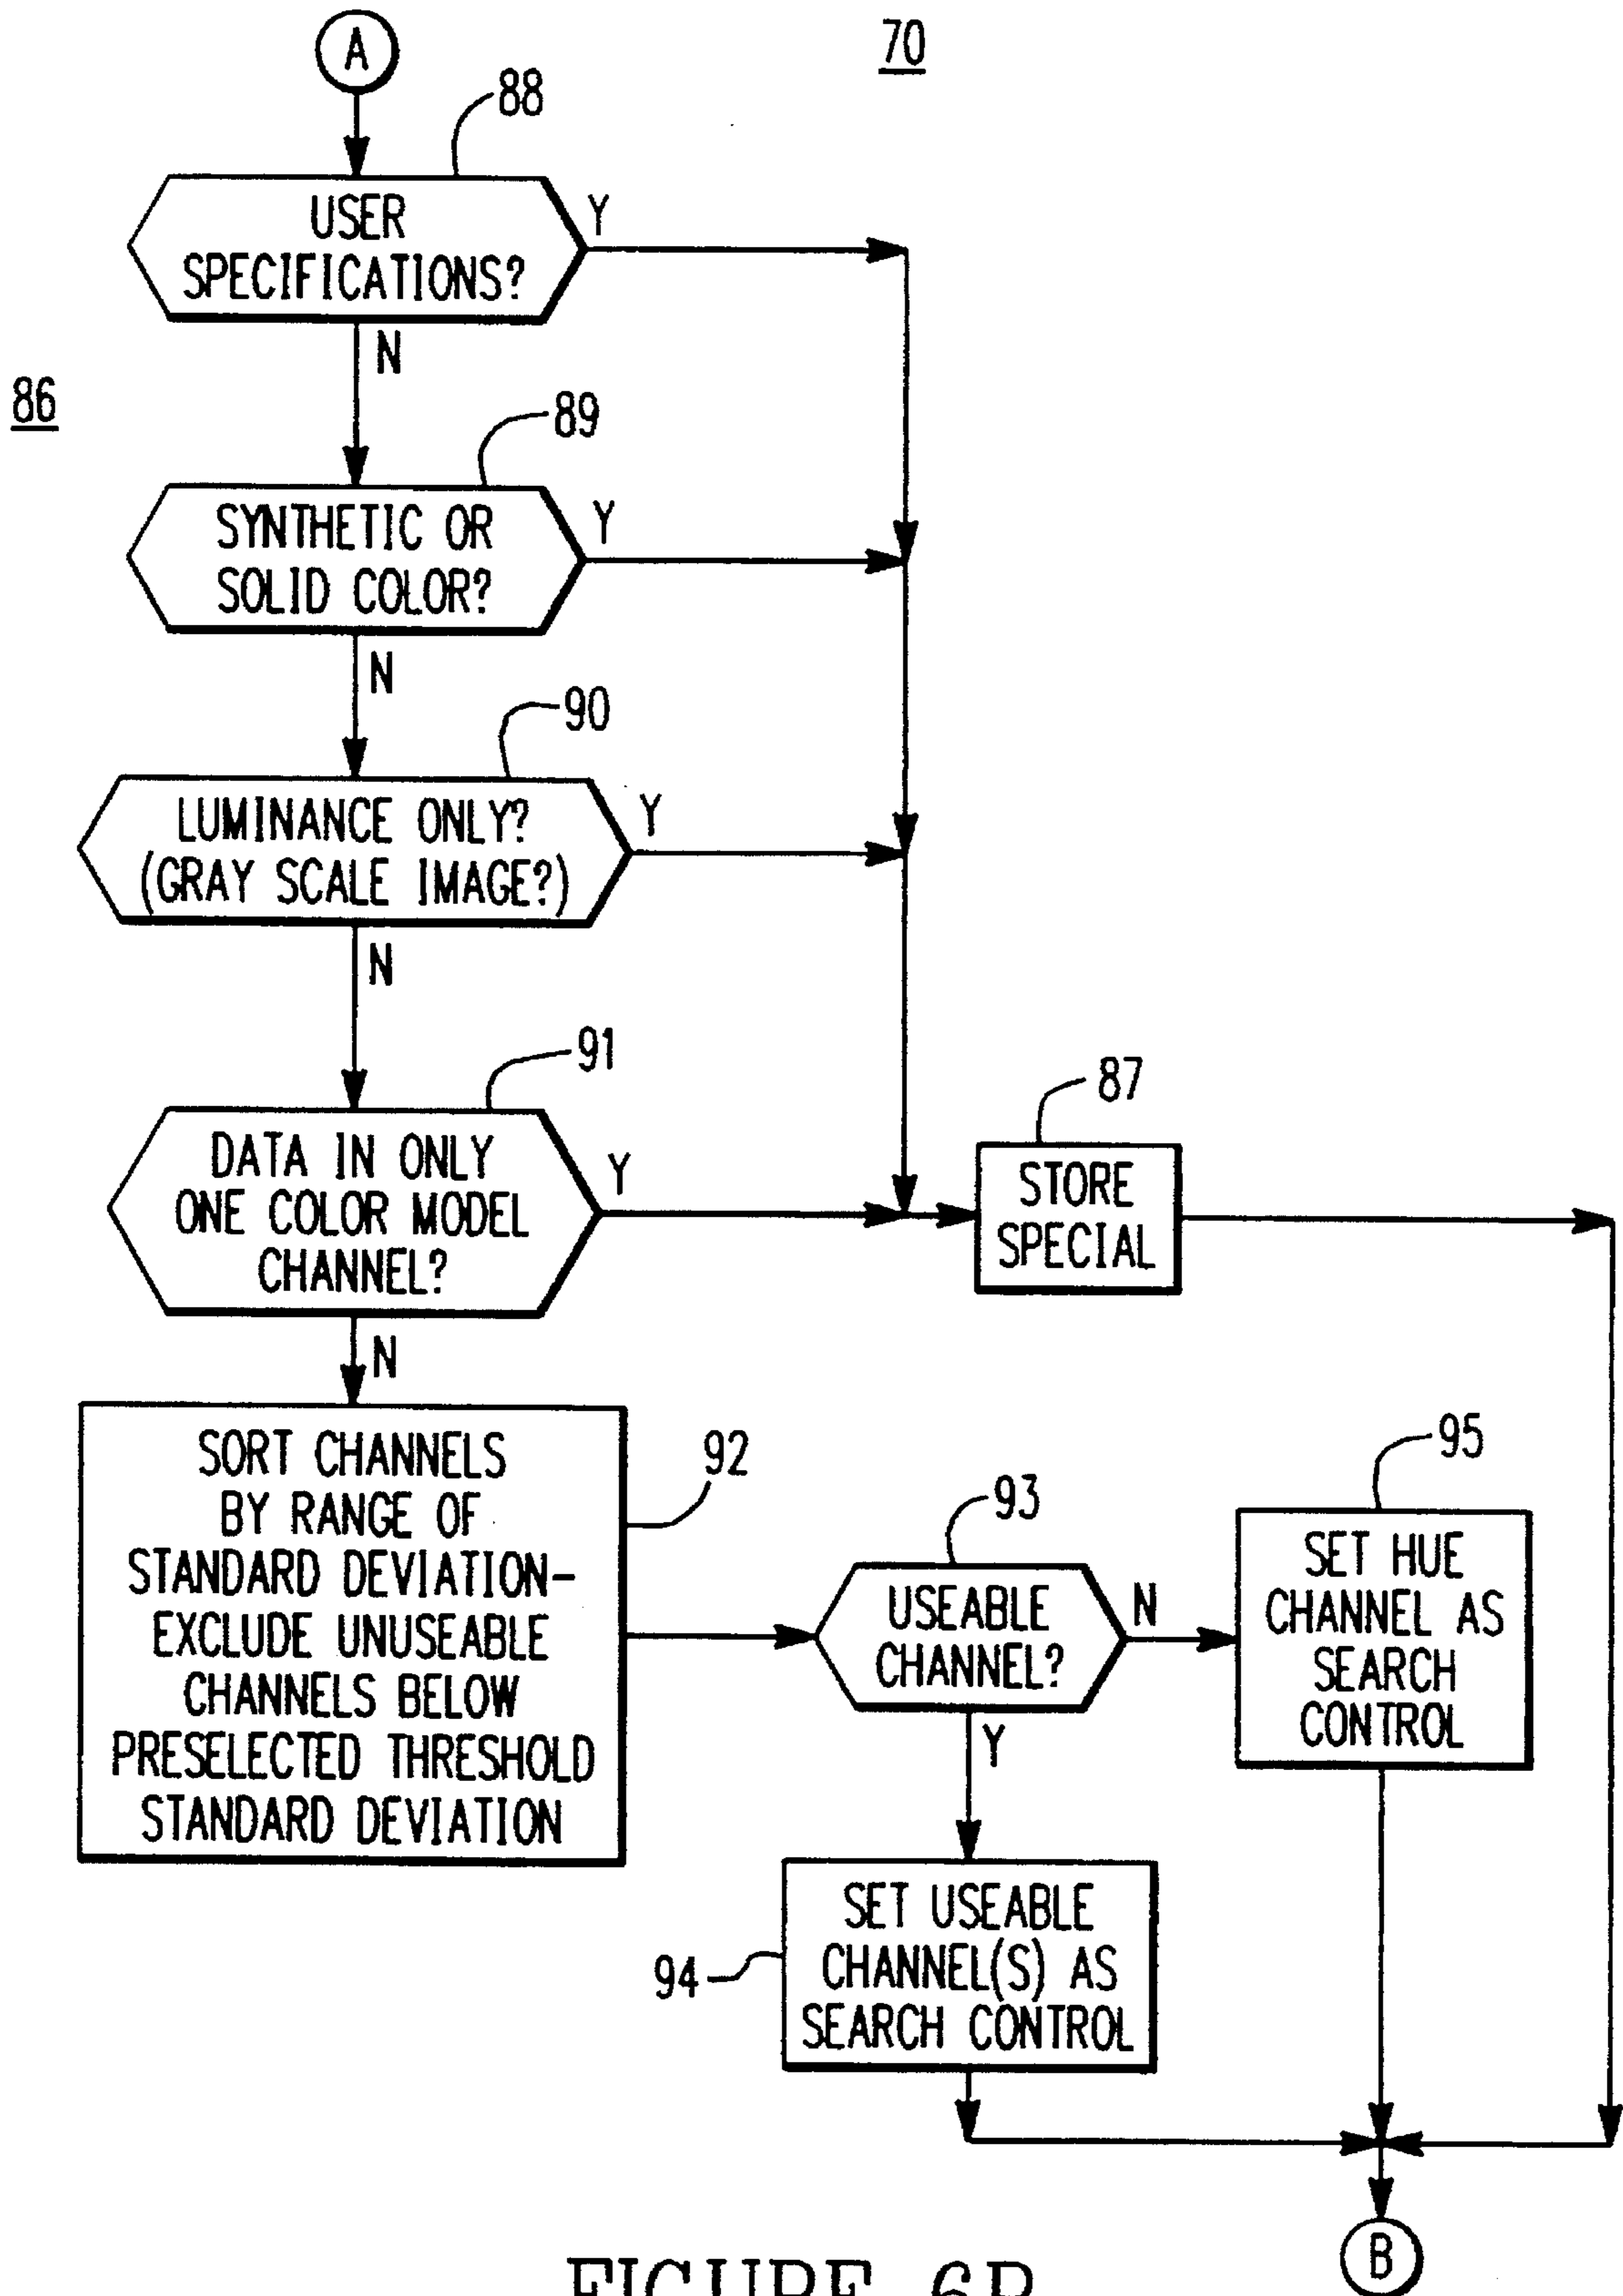 A
70
88
USER
SPECIFICATIONS?
Y
N
86
89
SYNTHETIC OR
SOLID COLOR?
Y
N
90
LUMINANCE ONLY?
(GRAY SCALE IMAGE?)
Y
N
91
DATA IN ONLY
ONE COLOR MODEL
CHANNEL?
Y
87
STORE
SPECIAL
N
SORT CHANNELS
BY RANGE OF
STANDARD DEVIATION-
EXCLUDE UNUSEABLE
CHANNELS BELOW
PRESELECTED THRESHOLD
STANDARD DEVIATION
92
93
USEABLE
CHANNEL?
N
Y
95
SET HUE
CHANNEL AS
SEARCH
CONTROL
94
SET USEABLE
CHANNEL(S) AS
SEARCH CONTROL
B
FIGURE 6B